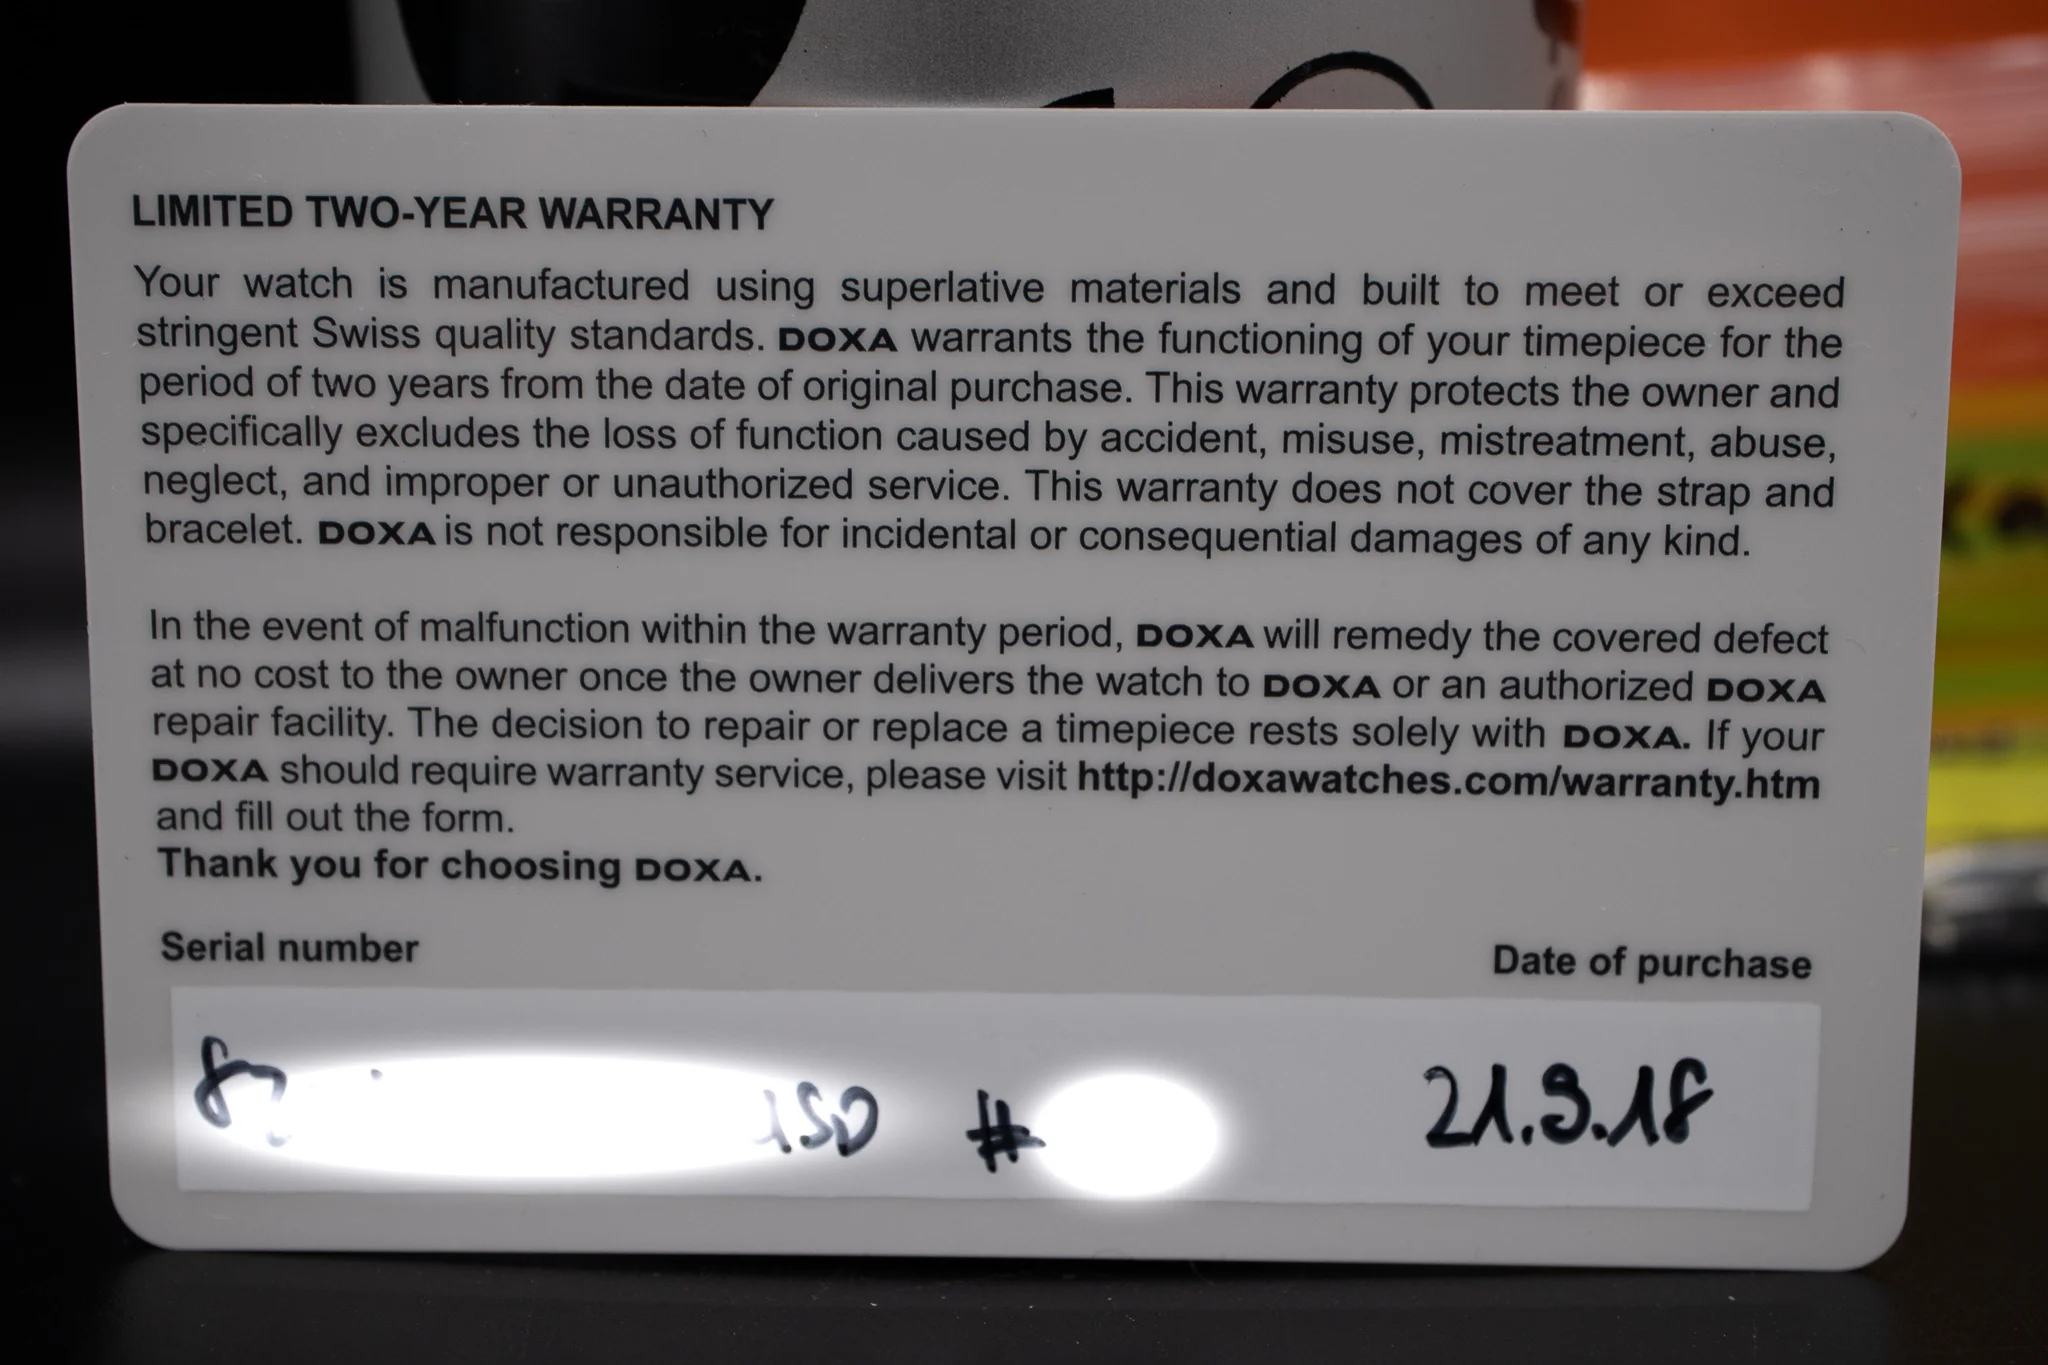 LIMITED TWO-YEAR WARRANTY
Your watch is manufactured using superlative materials and built to meet or exceed
stringent Swiss quality standards. DOXA warrants the functioning of your timepiece for the
period of two years from the date of original purchase. This warranty protects the owner and
specifically excludes the loss of function caused by accident, misuse, mistreatment, abuse,
neglect, and improper or unauthorized service. This warranty does not cover the strap and
bracelet. DOXA is not responsible for incidental or consequential damages of any kind.
In the event of malfunction within the warranty period, DOXA will remedy the covered defect
at no cost to the owner once the owner delivers the watch to DOXA or an authorized DOXA
repair facility. The decision to repair or replace a timepiece rests solely with DOXA. If your
DOXA should require warranty service, please visit http://doxawatches.com/warranty.htm
and fill out the form.
Thank you for choosing DOXA.
Serial number Date of purchase
# 21.9.18